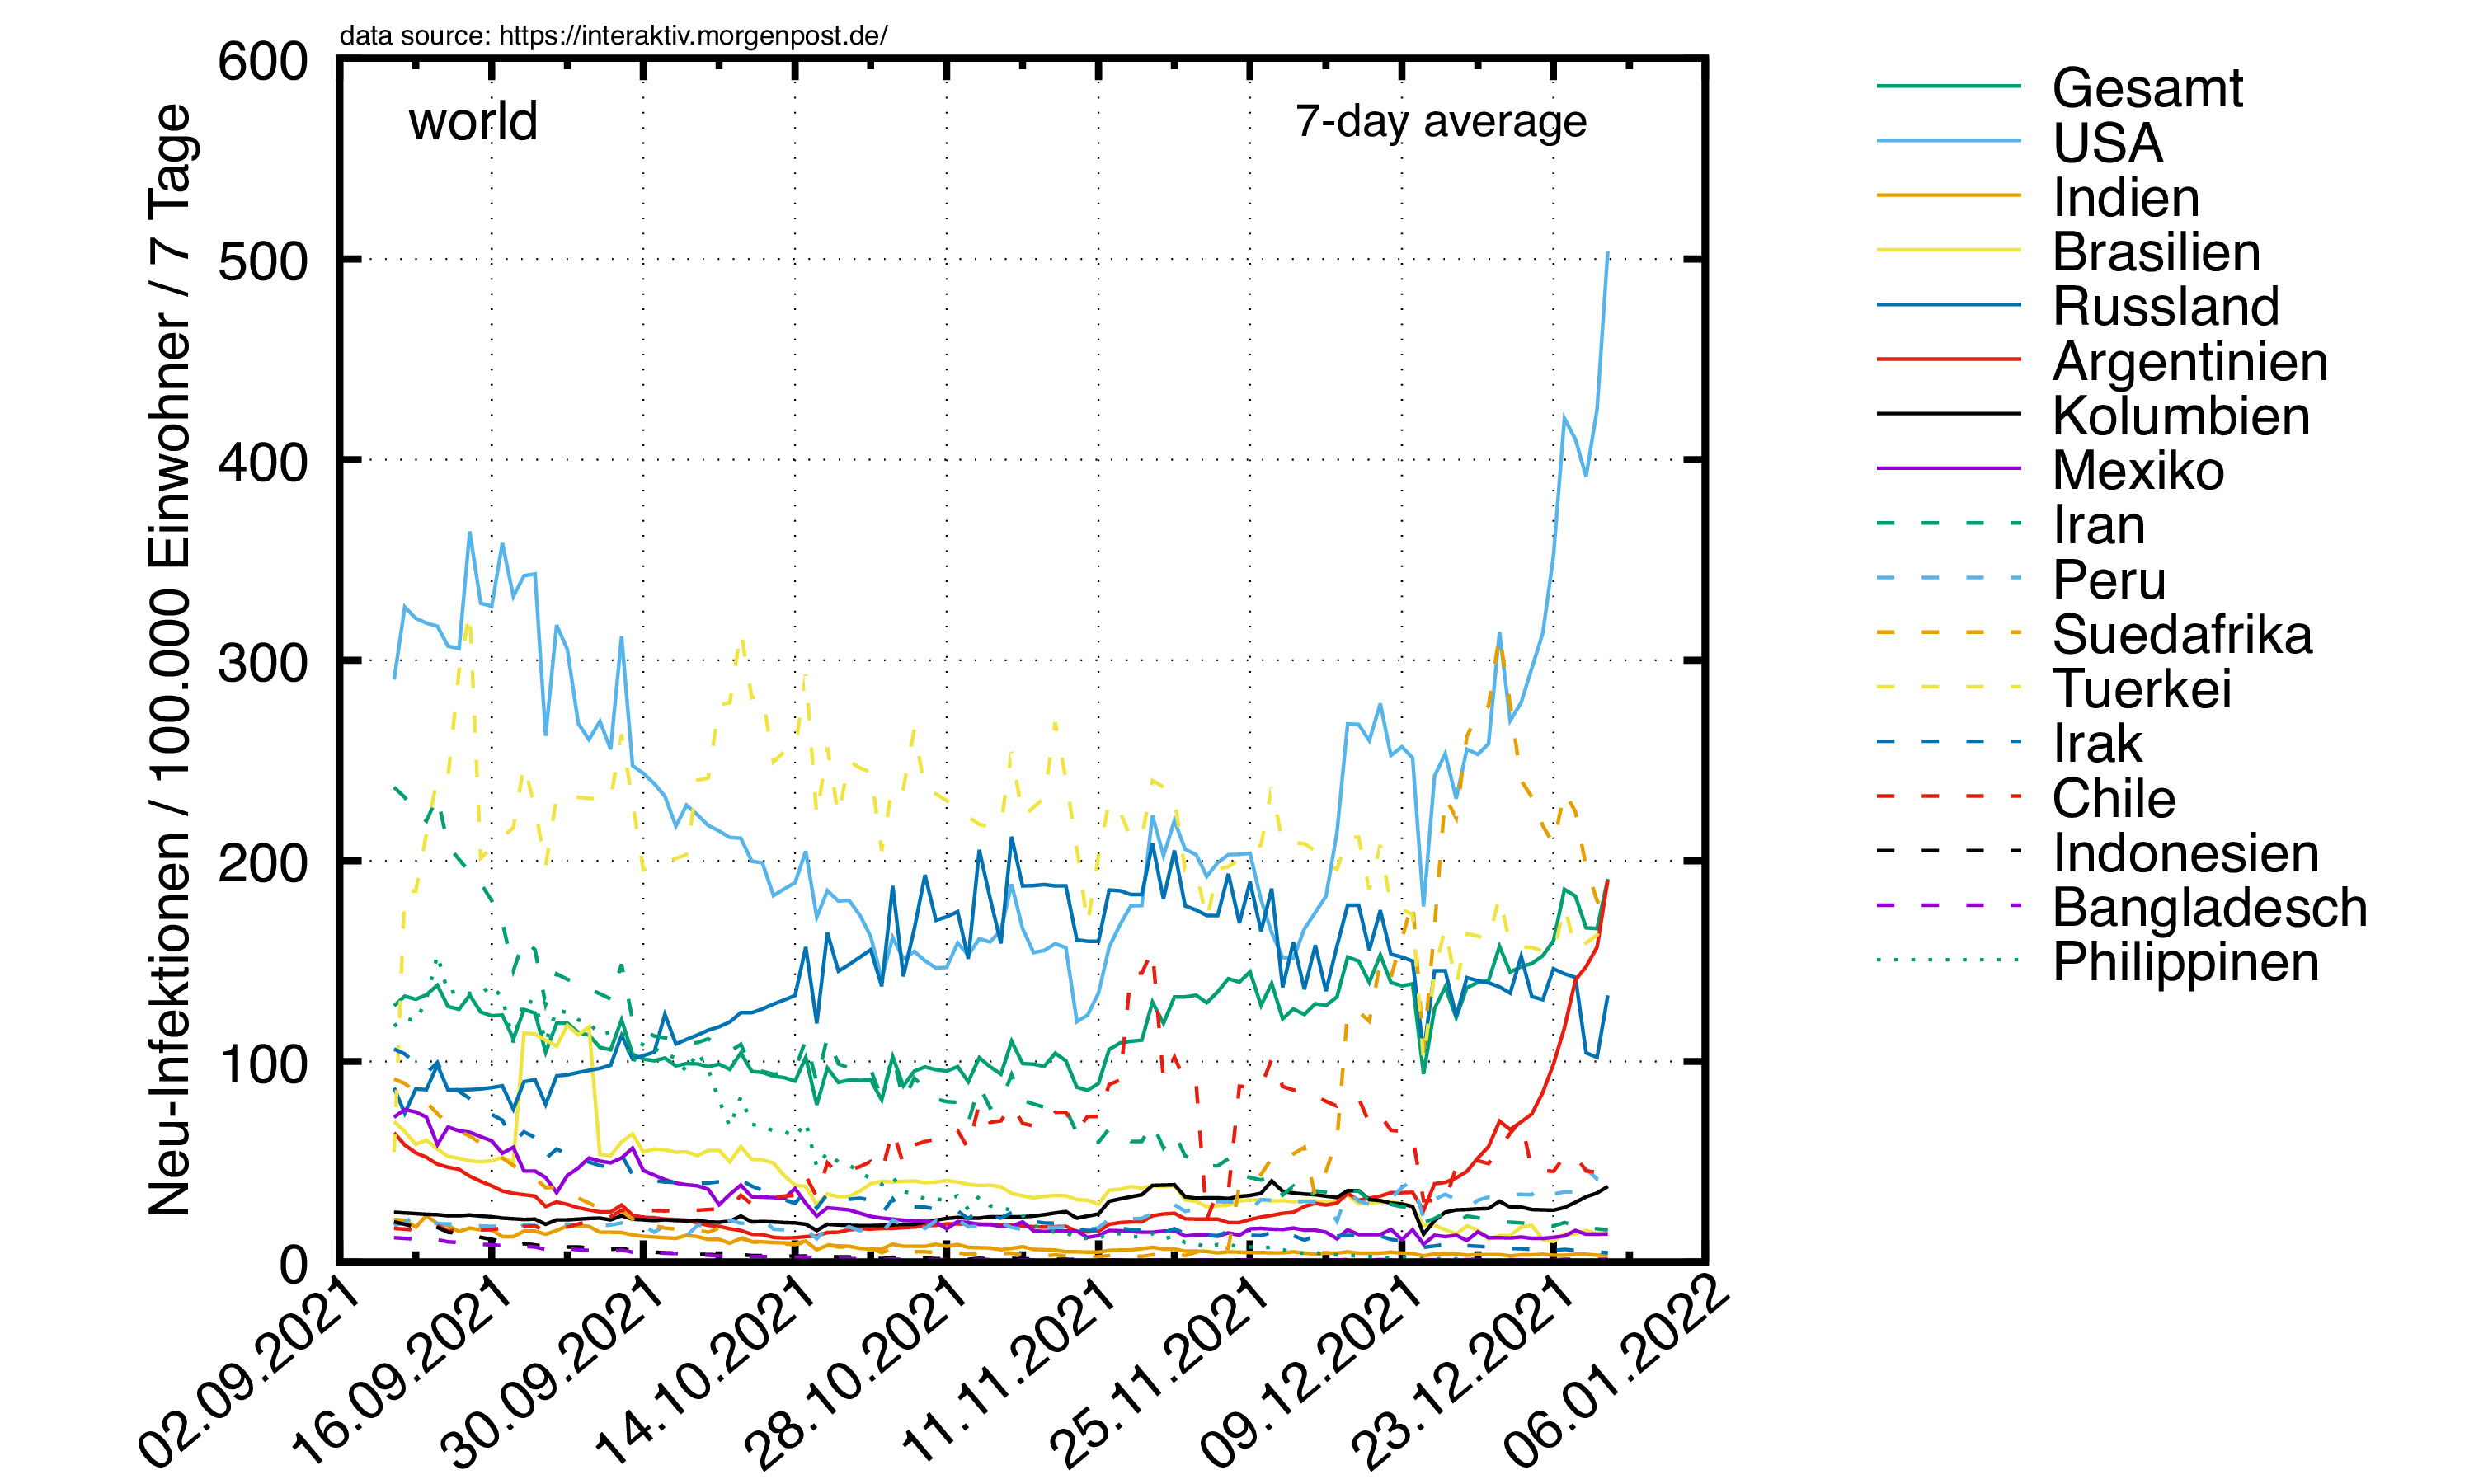 data source: https://interaktiv.morgenpost.de/
world
7-day average
Neu-Infektionen / 100.000 Einwohner / 7 Tage
600
500
400
300
200
100
0
02.09.2021
16.09.2021
30.09.2021
14.10.2021
28.10.2021
11.11.2021
25.11.2021
09.12.2021
23.12.2021
06.01.2022
Gesamt
USA
Indien
Brasilien
Russland
Argentinien
Kolumbien
Mexiko
Iran
Peru
Suedafrika
Tuerkei
Irak
Chile
Indonesien
Bangladesch
Philippinen